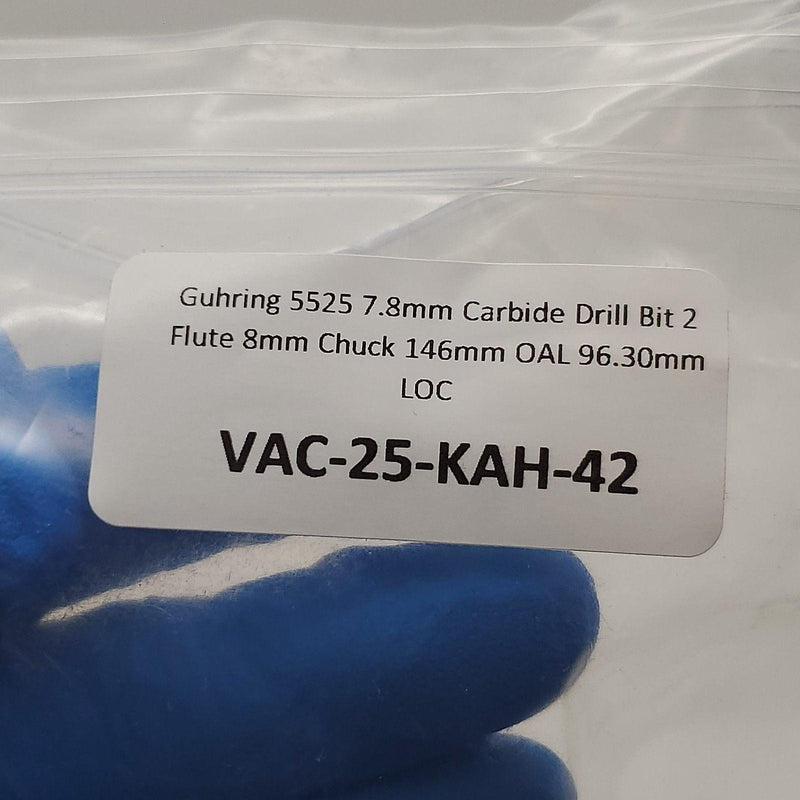 Guhring 5525 7.8mm Carbide Drill Bit 2
Flute 8mm Chuck 146mm OAL 96.30mm
LOC
VAC-25-KAH-42